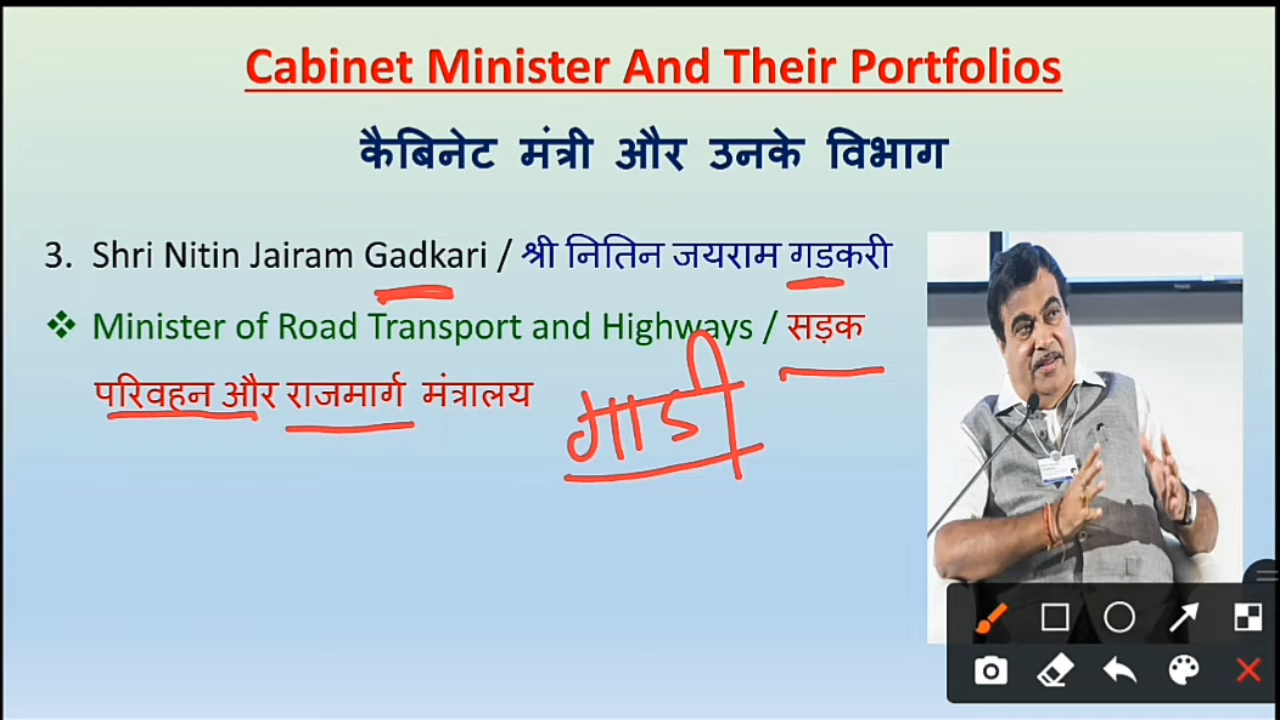 Cabinet Minister And Their Portfolios
कैबिनेट मंत्री और उनके विभाग
3. Shri Nitin Jairam Gadkari / श्री नितिन जयराम गडकरी
❖ Minister of Road Transport and Highways / सड़क
परिवहन और राजमार्ग मंत्रालय
गाडी